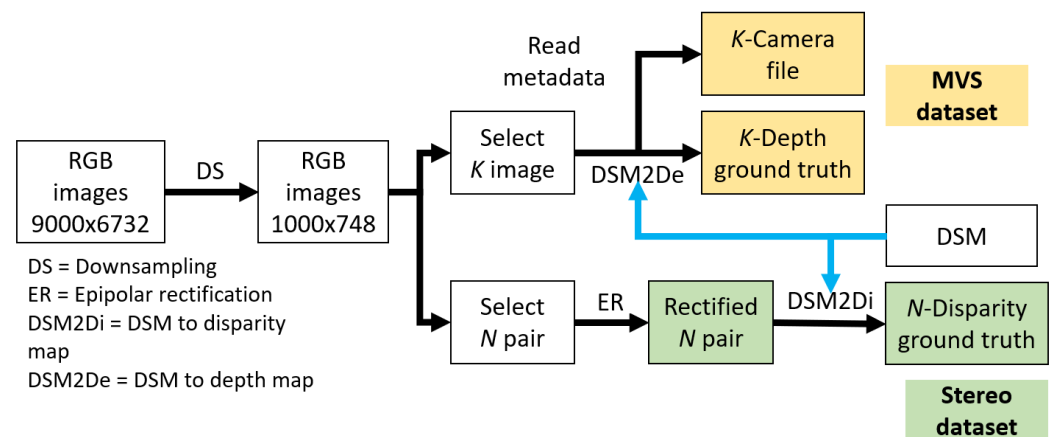 Read
metadata
K-Camera
file
MVS
dataset
RGB
images
9000x6732
DS
RGB
images
1000x748
Select
K image
DSM2De
K-Depth
ground truth
DSM
DS = Downsampling
ER = Epipolar rectification
DSM2Di = DSM to disparity
map
DSM2De = DSM to depth map
Select
N pair
ER
Rectified
N pair
DSM2Di
N-Disparity
ground truth
Stereo
dataset